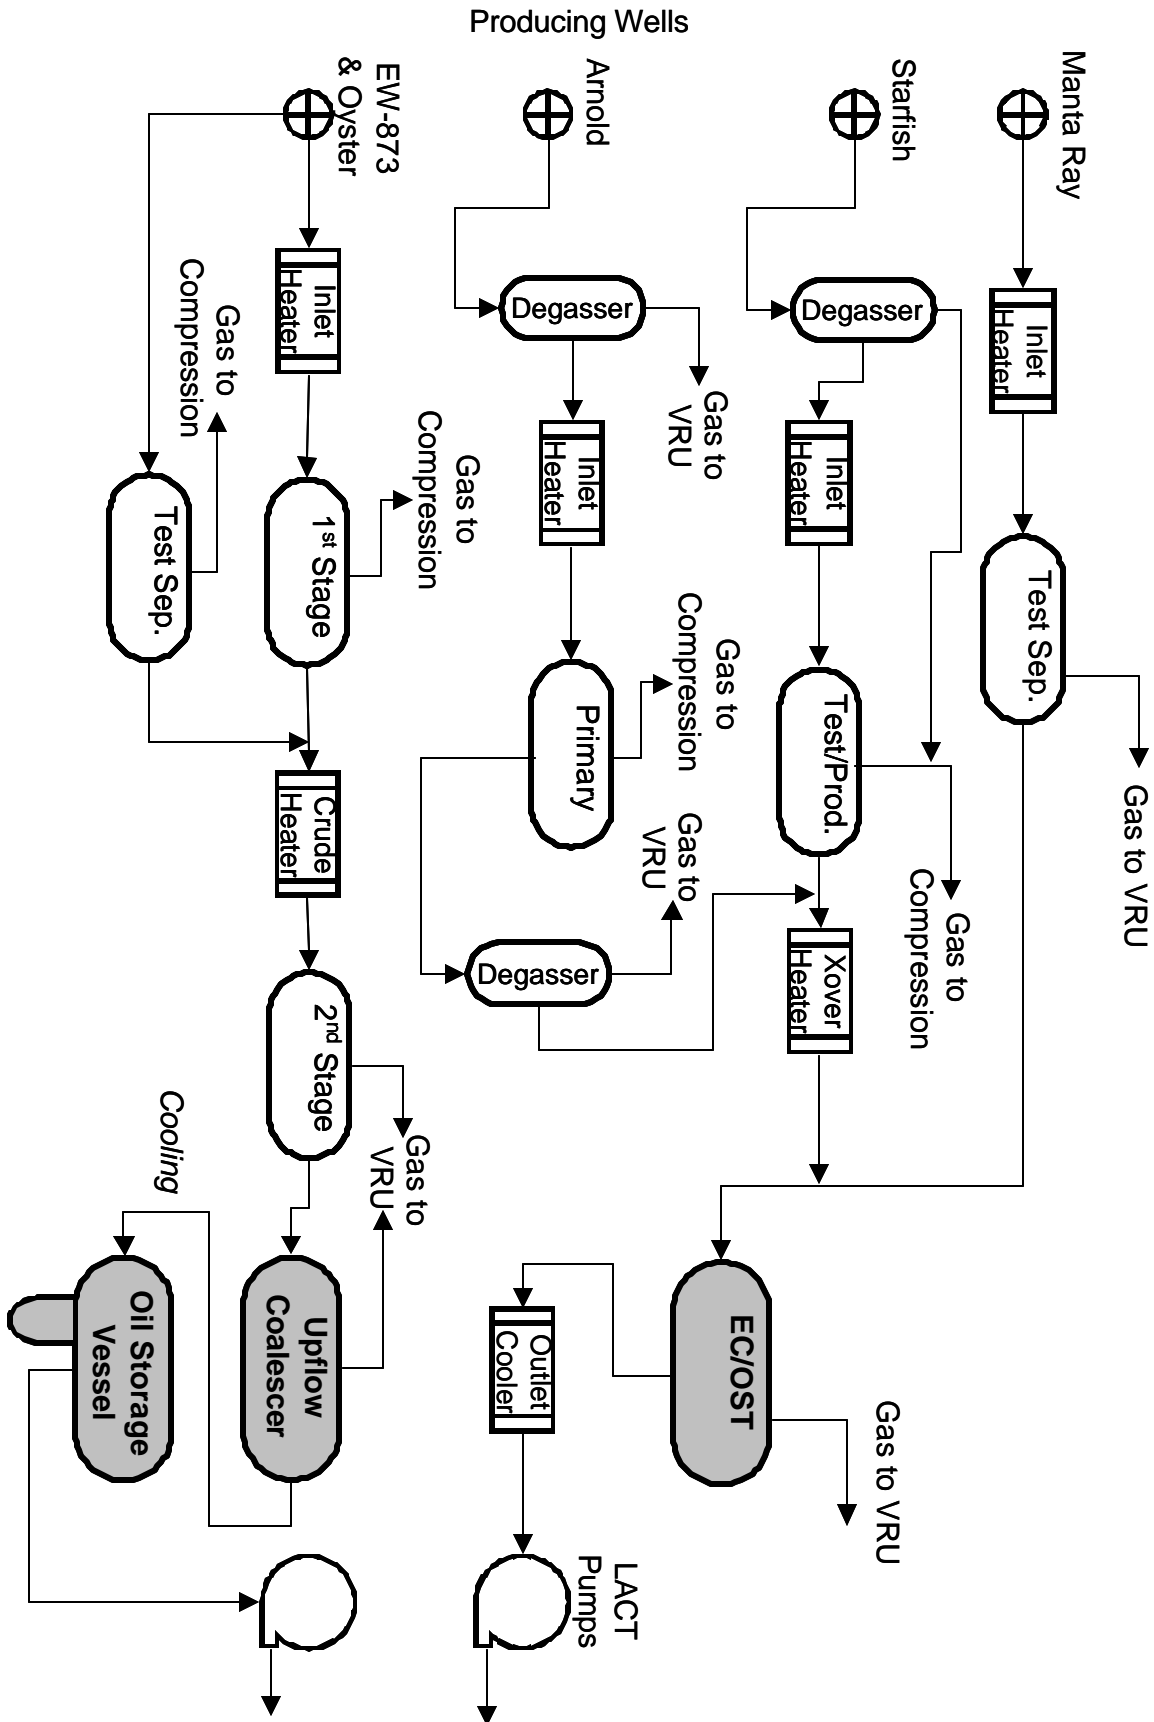 Producing Wells
Manta Ray
Inlet
Heater
Test Sep.
Gas to VRU
Starfish
Degasser
Inlet
Heater
Test/Prod.
Gas to
Compression
Xover
Heater
EC/OST
Gas to VRU
Arnold
Degasser
Gas to
VRU
Inlet
Heater
Primary
Gas to
Compression
Degasser
Gas to
VRU
Outlet
Cooler
LACT
Pumps
EW-873
& Oyster
Inlet
Heater
1st Stage
Gas to
Compression
Test Sep.
Gas to
Compression
Crude
Heater
2nd Stage
Gas to
VRU
Upflow
Coalescer
Cooling
Oil Storage
Vessel